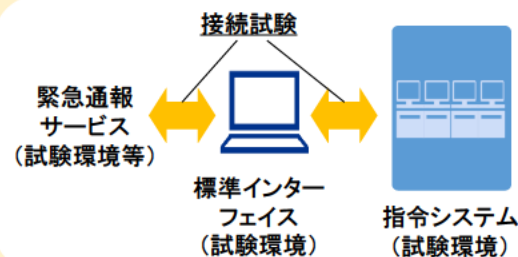 接続試験
緊急通報
サービス
（試験環境等）
標準インター
フェイス
（試験環境）
指令システム
（試験環境）